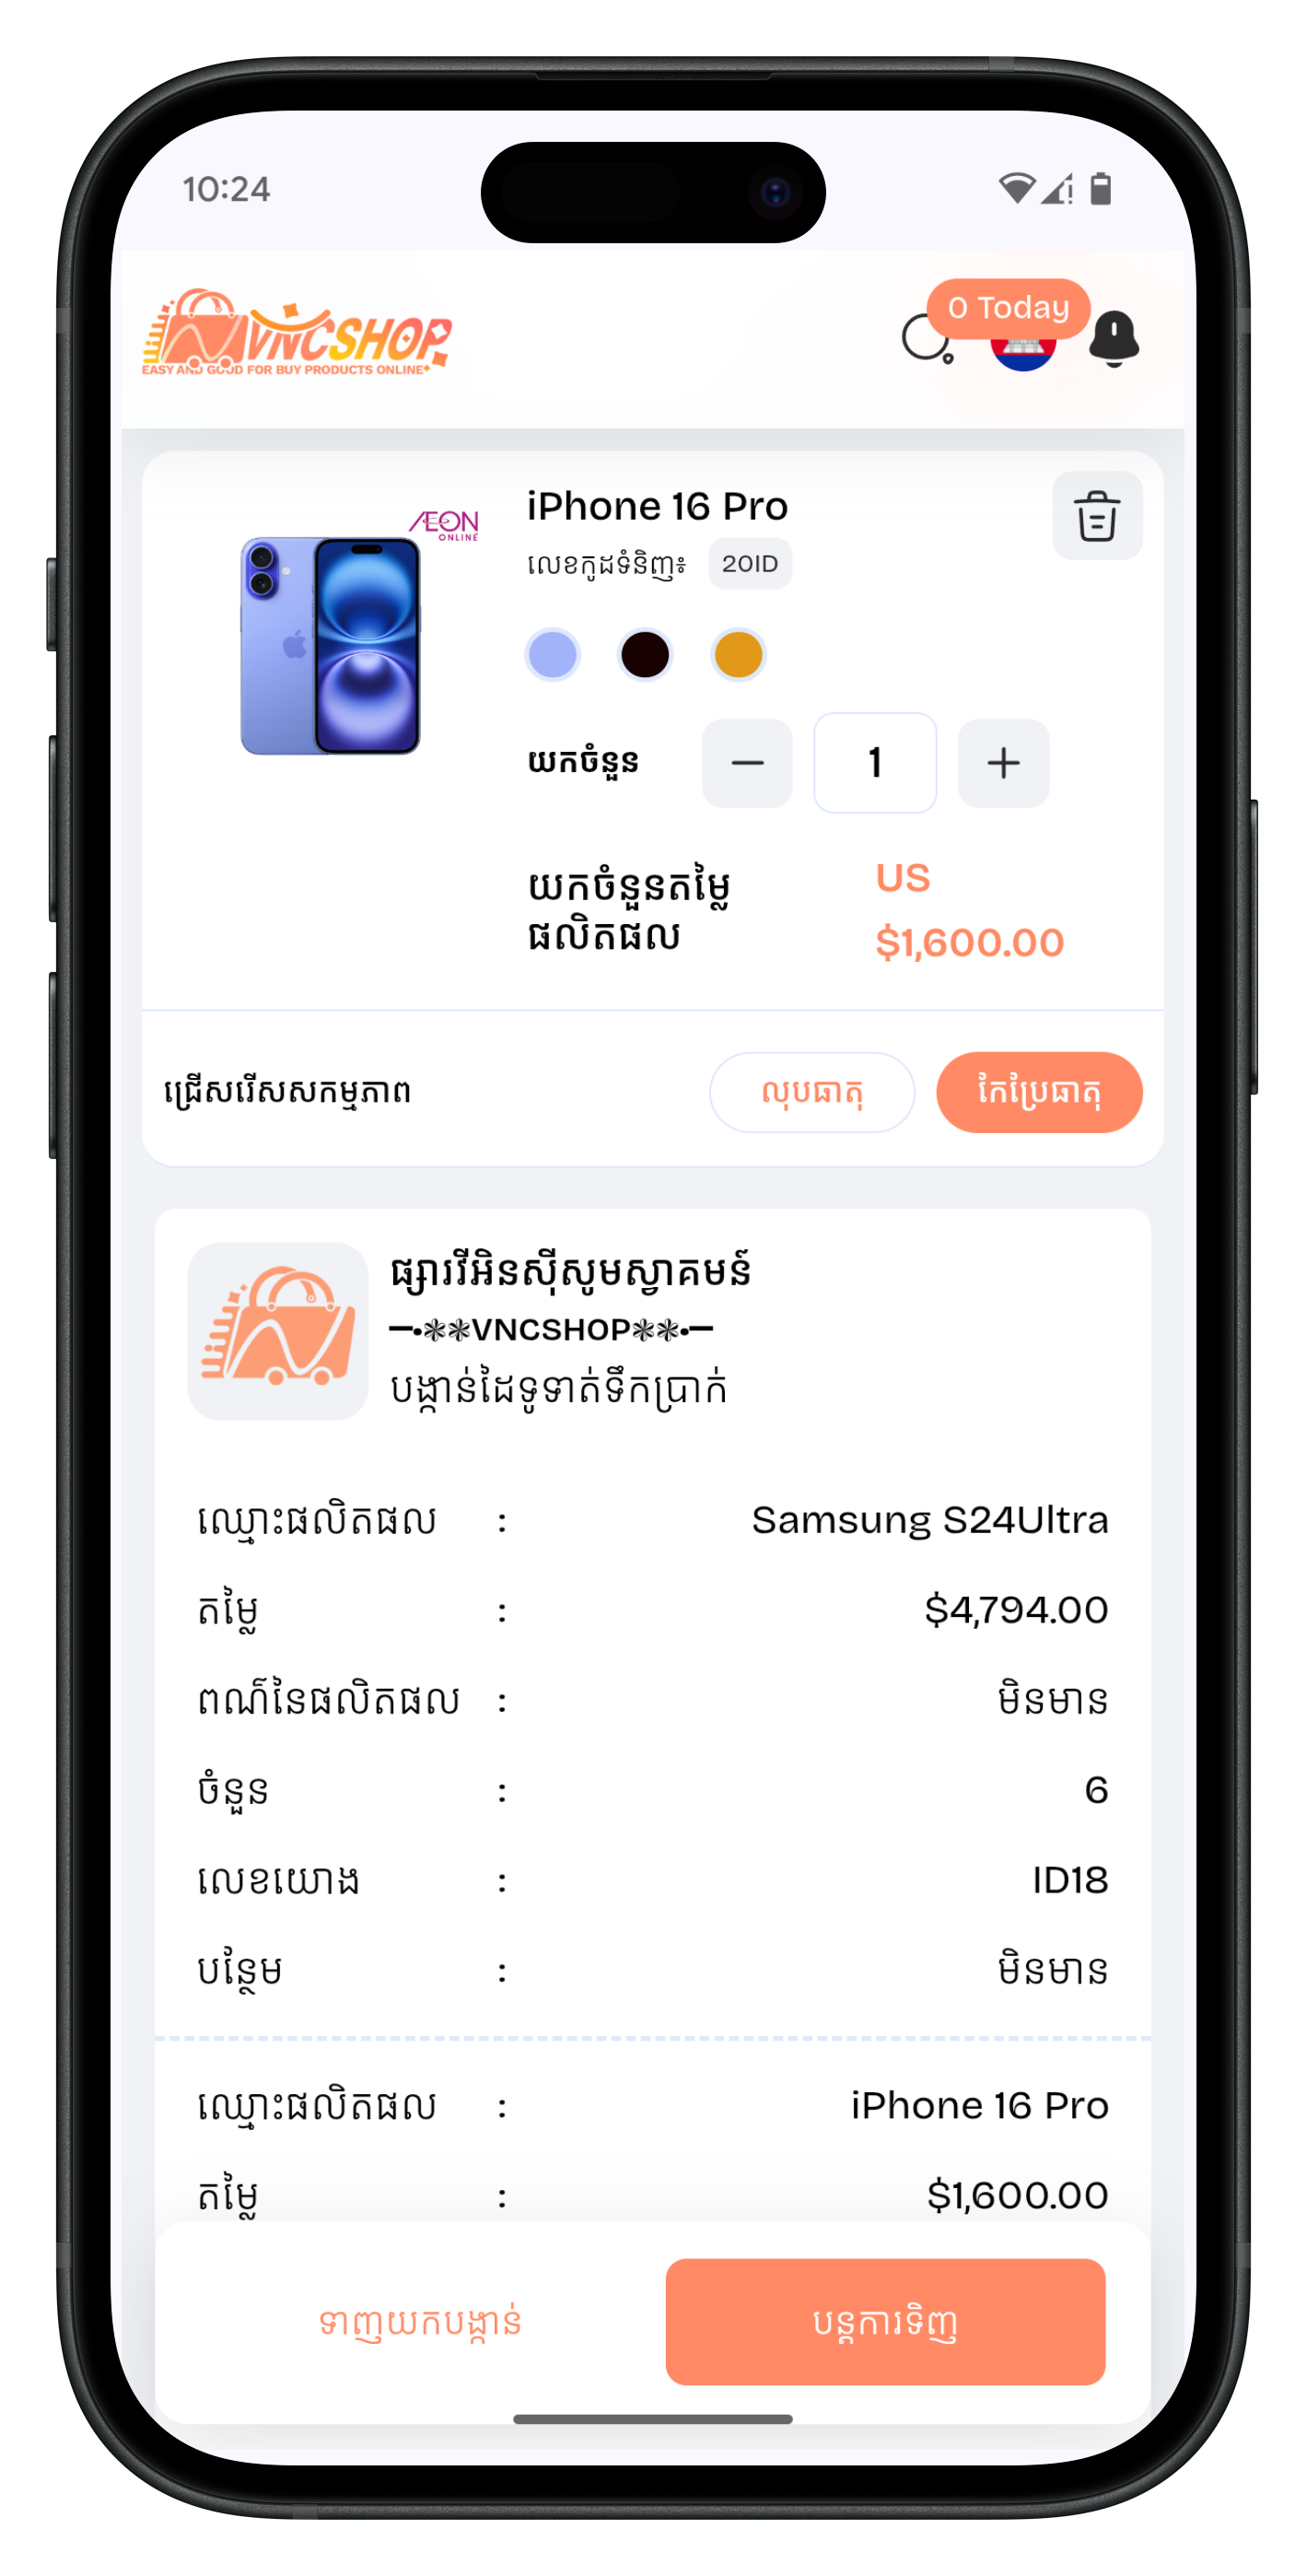 10:24
VNCSHOP
EASY AND GOOD FOR BUY PRODUCTS ONLINE
0 Today
AEON
ONLINE
iPhone 16 Pro
លេខកូដទំនិញ៖ 20ID
យកចំនួន 1
យកចំនួនតម្លៃ
ផលិតផល
US
$1,600.00
ជ្រើសរើសសកម្មភាព លុបធាតុ កែប្រែធាតុ
ផ្សារវីអិនស៊ីសូមស្វាគមន៍
—•❃❃VNCSHOP❃❃•—
បង្កាន់ដៃទូទាត់ទឹកប្រាក់
ឈ្មោះផលិតផល : Samsung S24Ultra
តម្លៃ : $4,794.00
ពណ៌នៃផលិតផល : មិនមាន
ចំនួន : 6
លេខយោង : ID18
បន្ថែម : មិនមាន
ឈ្មោះផលិតផល : iPhone 16 Pro
តម្លៃ : $1,600.00
ទាញយកបង្កាន់ បន្តការទិញ